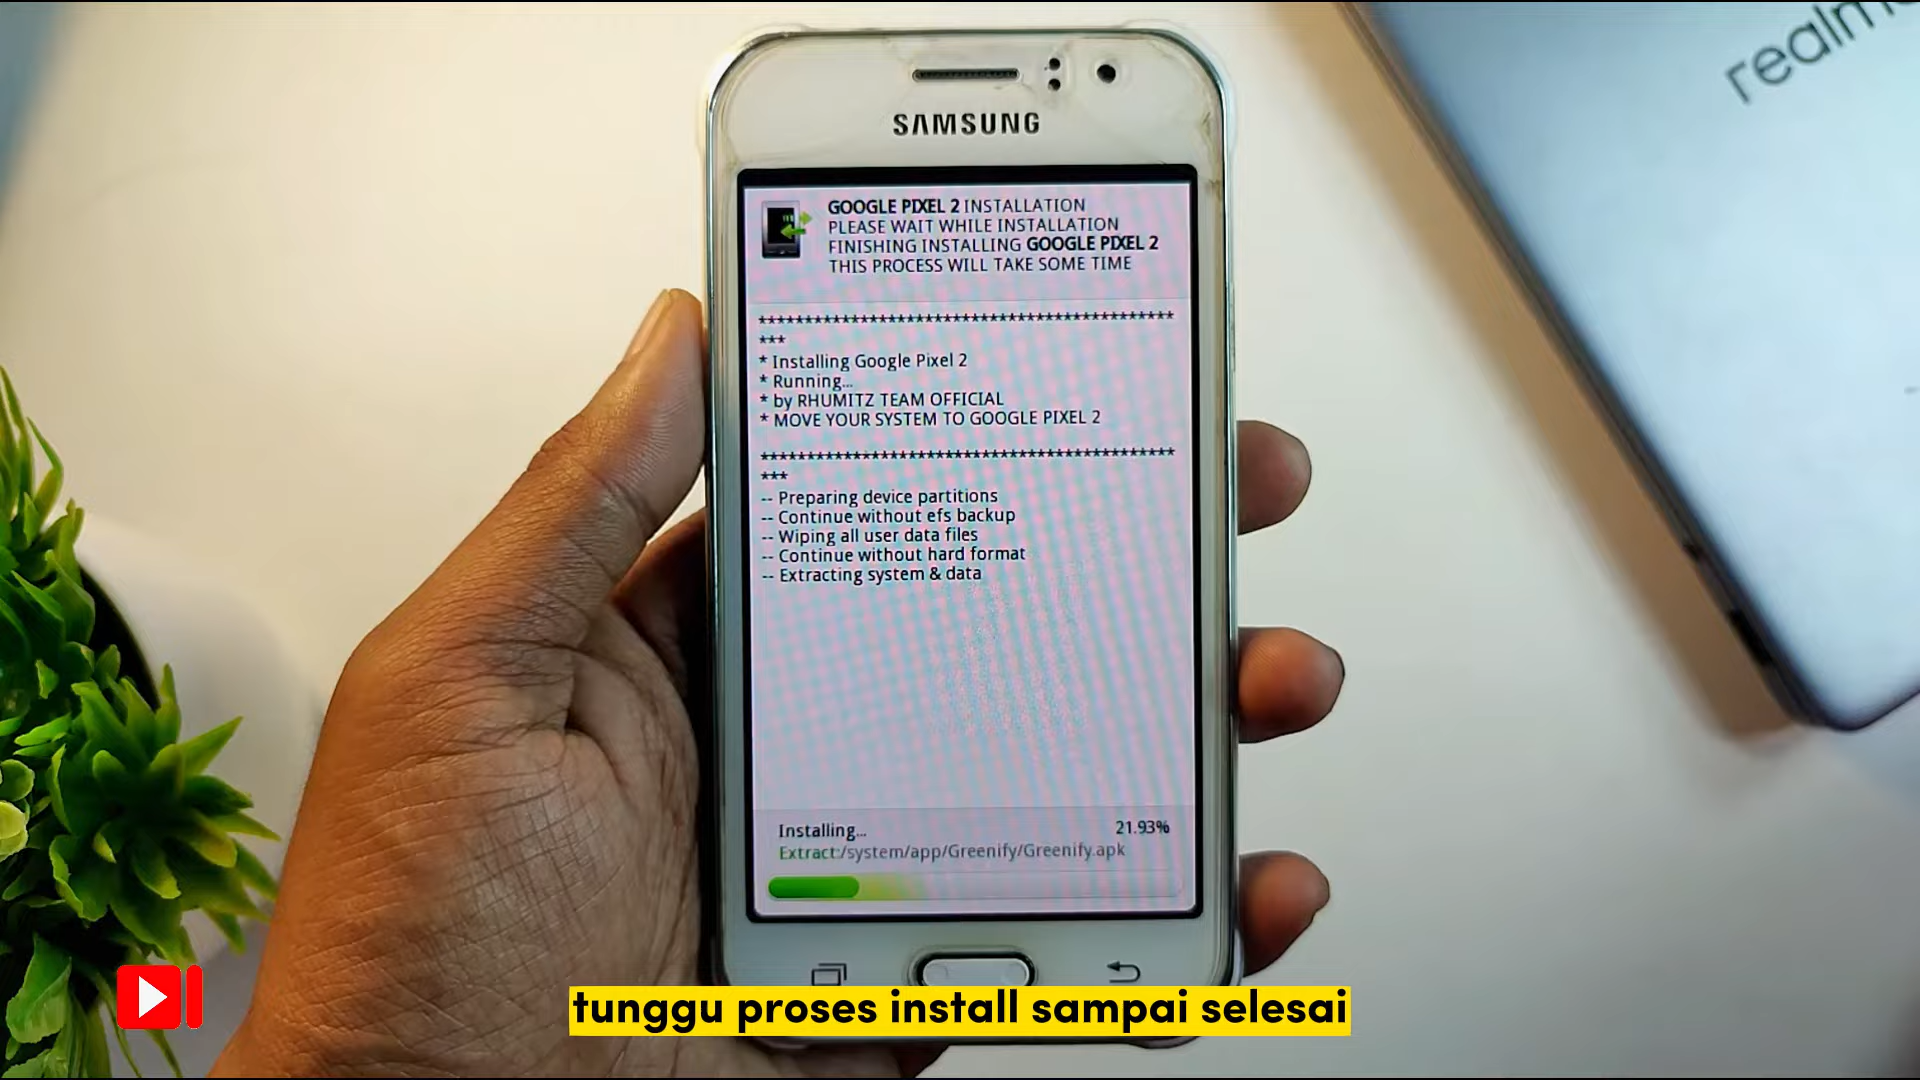 realm
SAMSUNG
GOOGLE PIXEL 2 INSTALLATION
PLEASE WAIT WHILE INSTALLATION
FINISHING INSTALLING GOOGLE PIXEL 2
THIS PROCESS WILL TAKE SOME TIME
*********************************************
***
* Installing Google Pixel 2
* Running...
* by RHUMITZ TEAM OFFICIAL
* MOVE YOUR SYSTEM TO GOOGLE PIXEL 2
*********************************************
***
-- Preparing device partitions
-- Continue without efs backup
-- Wiping all user data files
-- Continue without hard format
-- Extracting system & data
Installing...
21.93%
Extract:/system/app/Greenify/Greenify.apk
tunggu proses install sampai selesai